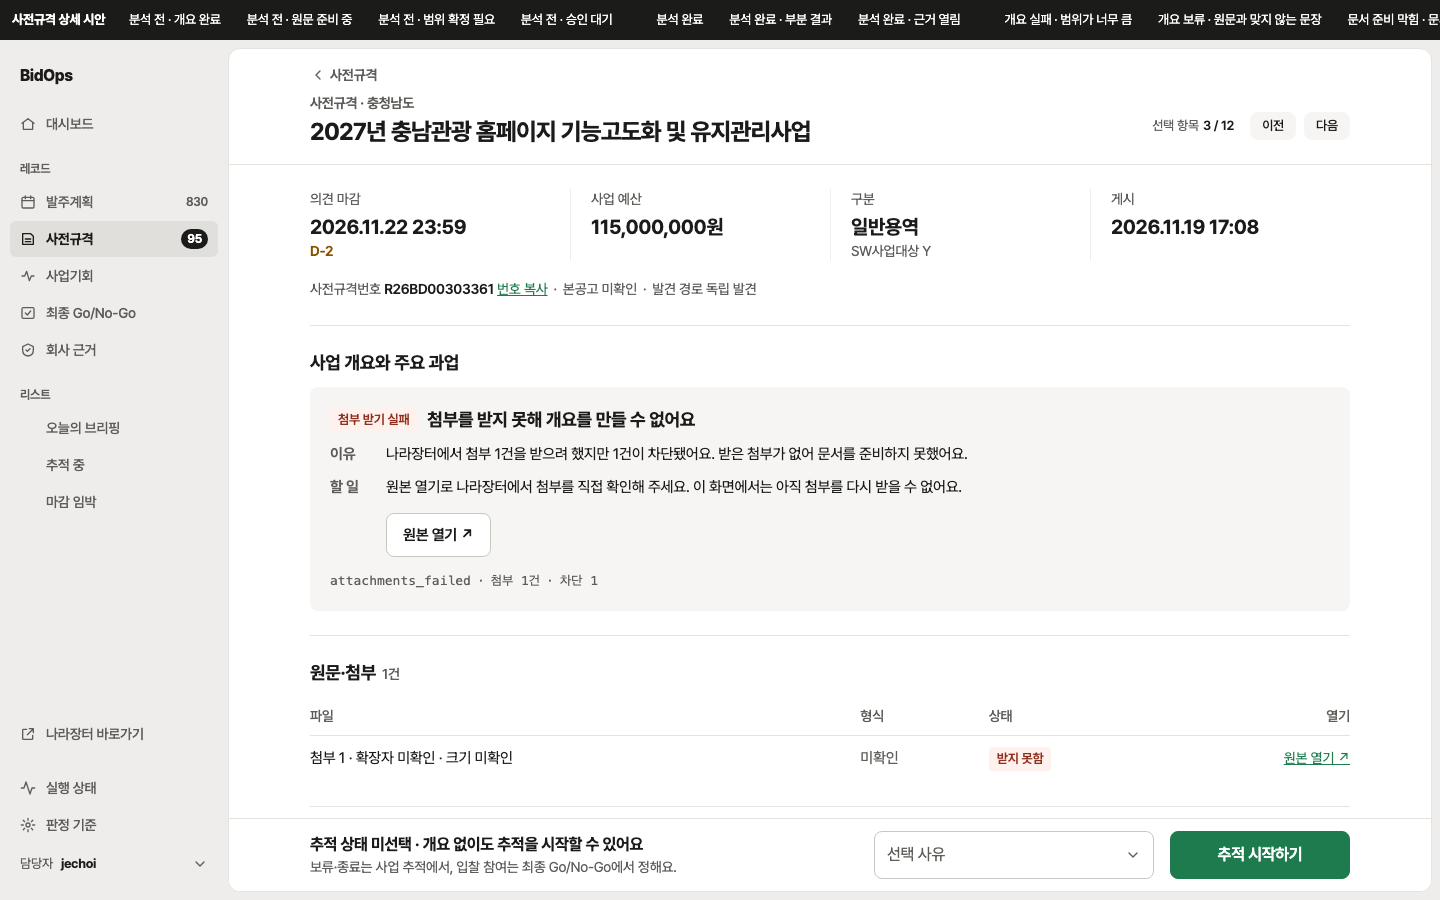 사전규격 상세 시안 분석 전 · 개요 완료 분석 전 · 원문 준비 중 분석 전 · 범위 확정 필요 분석 전 · 승인 대기 분석 완료 분석 완료 · 부분 결과 분석 완료 · 근거 열림 개요 실패 · 범위가 너무 큼 개요 보류 · 원문과 맞지 않는 문장 문서 준비 막힘 · 문
BidOps
대시보드
레코드
발주계획 830
사전규격 95
사업기회
최종 Go/No-Go
회사 근거
리스트
오늘의 브리핑
추적 중
마감 임박
나라장터 바로가기
실행 상태
판정 기준
담당자 jechoi
사전규격
사전규격 · 충청남도
2027년 충남관광 홈페이지 기능고도화 및 유지관리사업
선택 항목 3 / 12 이전 다음
의견 마감 사업 예산 구분 게시
2026.11.22 23:59 115,000,000원 일반용역 2026.11.19 17:08
D-2 SW사업대상 Y
사전규격번호 R26BD00303361 번호 복사 · 본공고 미확인 · 발견 경로 독립 발견
사업 개요와 주요 과업
첨부 받기 실패 첨부를 받지 못해 개요를 만들 수 없어요
이유 나라장터에서 첨부 1건을 받으려 했지만 1건이 차단됐어요. 받은 첨부가 없어 문서를 준비하지 못했어요.
할 일 원본 열기로 나라장터에서 첨부를 직접 확인해 주세요. 이 화면에서는 아직 첨부를 다시 받을 수 없어요.
원본 열기 ↗
attachments_failed · 첨부 1건 · 차단 1
원문·첨부 1건
파일 형식 상태 열기
첨부 1 · 확장자 미확인 · 크기 미확인 미확인 받지 못함 원본 열기 ↗
추적 상태 미선택 · 개요 없이도 추적을 시작할 수 있어요
보류·종료는 사업 추적에서, 입찰 참여는 최종 Go/No-Go에서 정해요.
선택 사유
추적 시작하기